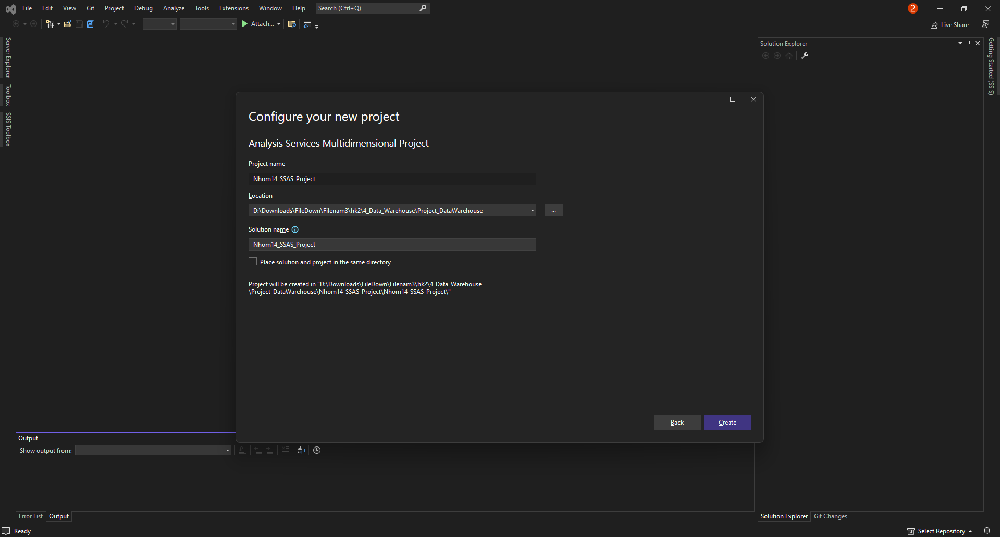 File Edit View Git Project Debug Analyze Tools Extensions Window Help Search (Ctrl+Q) 2
Attach... Live Share
Server Explorer
Toolbox
SSIS Toolbox
Solution Explorer
Getting Started (SSIS)
Configure your new project
Analysis Services Multidimensional Project
Project name
Nhom14_SSAS_Project
Location
D:\Downloads\FileDown\Filenam3\hk2\4_Data_Warehouse\Project_DataWarehouse ...
Solution name
Nhom14_SSAS_Project
Place solution and project in the same directory
Project will be created in "D:\Downloads\FileDown\Filenam3\hk2\4_Data_Warehouse
\Project_DataWarehouse\Nhom14_SSAS_Project\Nhom14_SSAS_Project\"
Back Create
Output
Show output from:
Error List Output
Solution Explorer Git Changes
Ready Select Repository